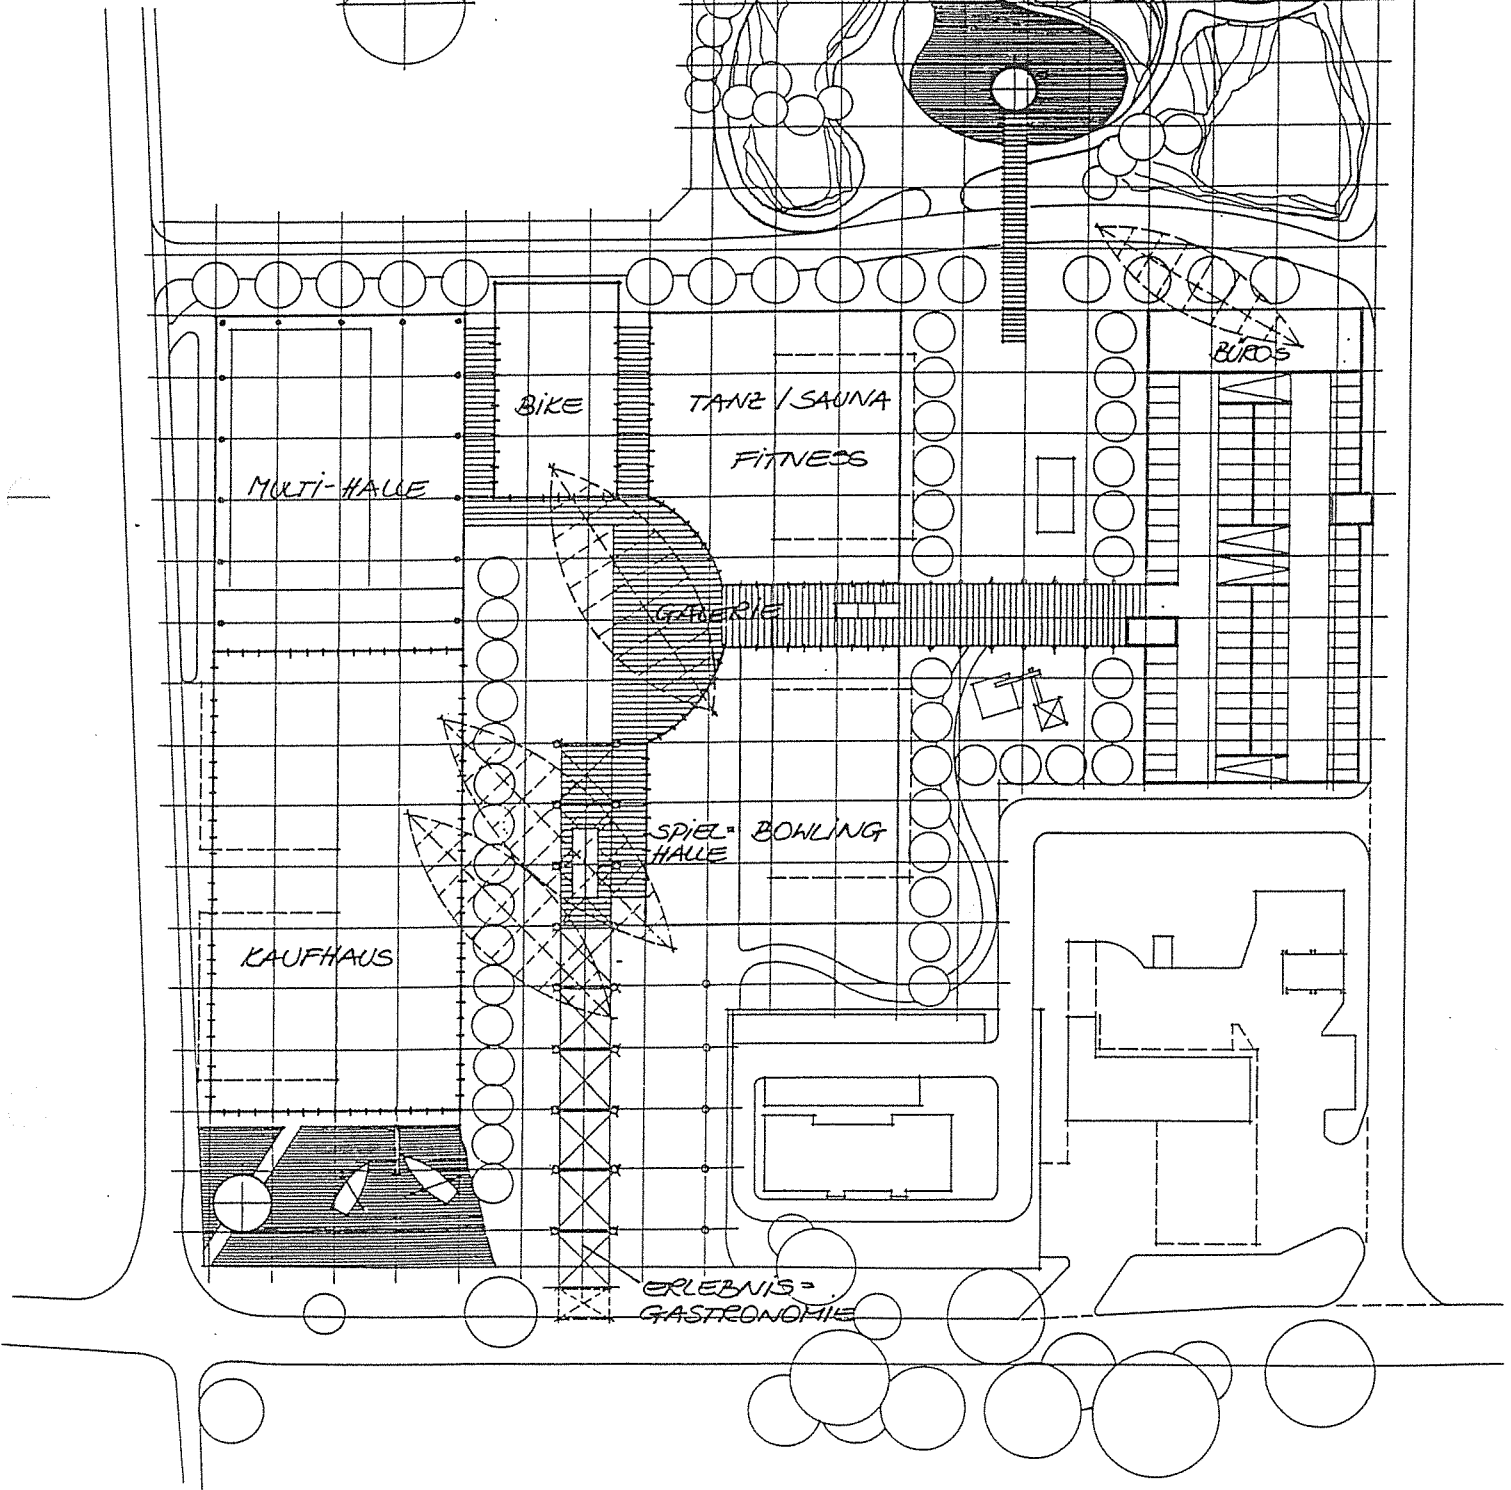 BÜROS
BIKE
TANZ / SAUNA
FITNESS
MULTI-HALLE
GALERIE
SPIEL=
HALLE
BOWLING
KAUFHAUS
ERLEBNIS=
GASTRONOMIE